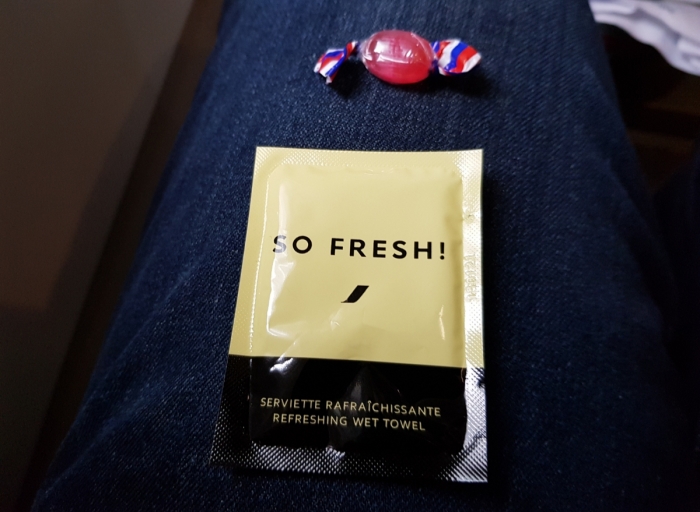 SO FRESH!
SERVIETTE RAFRAÎCHISSANTE
REFRESHING WET TOWEL